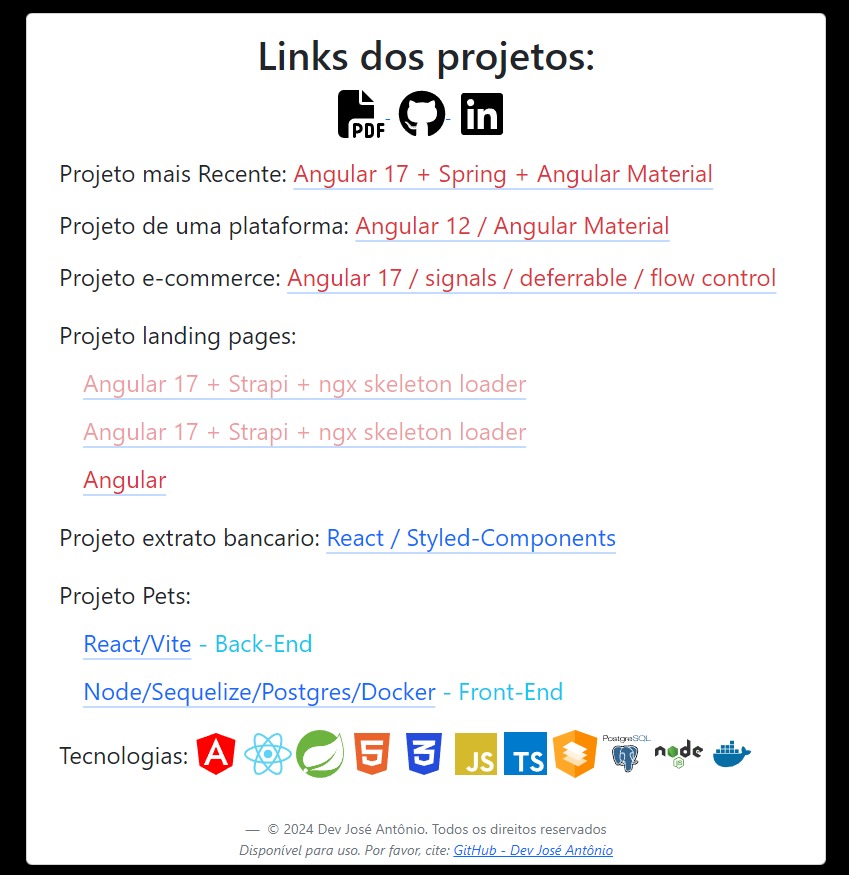 Links dos projetos:
PDF - - in
Projeto mais Recente: Angular 17 + Spring + Angular Material
Projeto de uma plataforma: Angular 12 / Angular Material
Projeto e-commerce: Angular 17 / signals / deferrable / flow control
Projeto landing pages:
Angular 17 + Strapi + ngx skeleton loader
Angular 17 + Strapi + ngx skeleton loader
Angular
Projeto extrato bancario: React / Styled-Components
Projeto Pets:
React/Vite - Back-End
Node/Sequelize/Postgres/Docker - Front-End
Tecnologias: A 5 3 JS TS PostgreSQL node JS
— © 2024 Dev José Antônio. Todos os direitos reservados
Disponível para uso. Por favor, cite: GitHub - Dev José Antônio